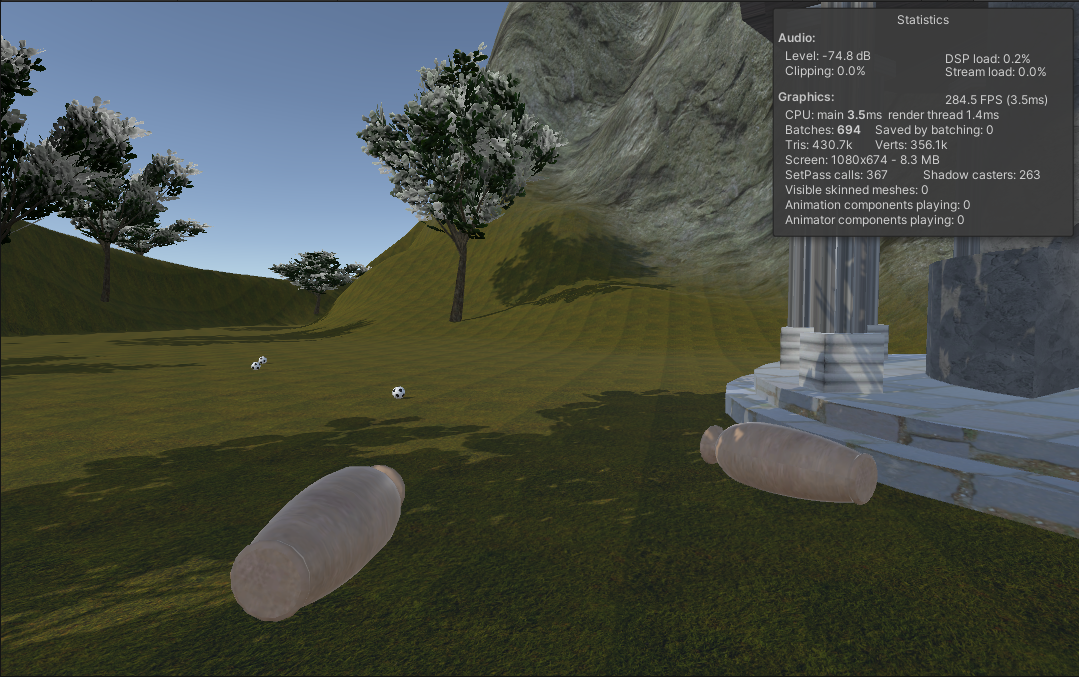 Statistics
Audio:
Level: -74.8 dB DSP load: 0.2%
Clipping: 0.0% Stream load: 0.0%
Graphics: 284.5 FPS (3.5ms)
CPU: main 3.5ms render thread 1.4ms
Batches: 694 Saved by batching: 0
Tris: 430.7k Verts: 356.1k
Screen: 1080x674 - 8.3 MB
SetPass calls: 367 Shadow casters: 263
Visible skinned meshes: 0
Animation components playing: 0
Animator components playing: 0